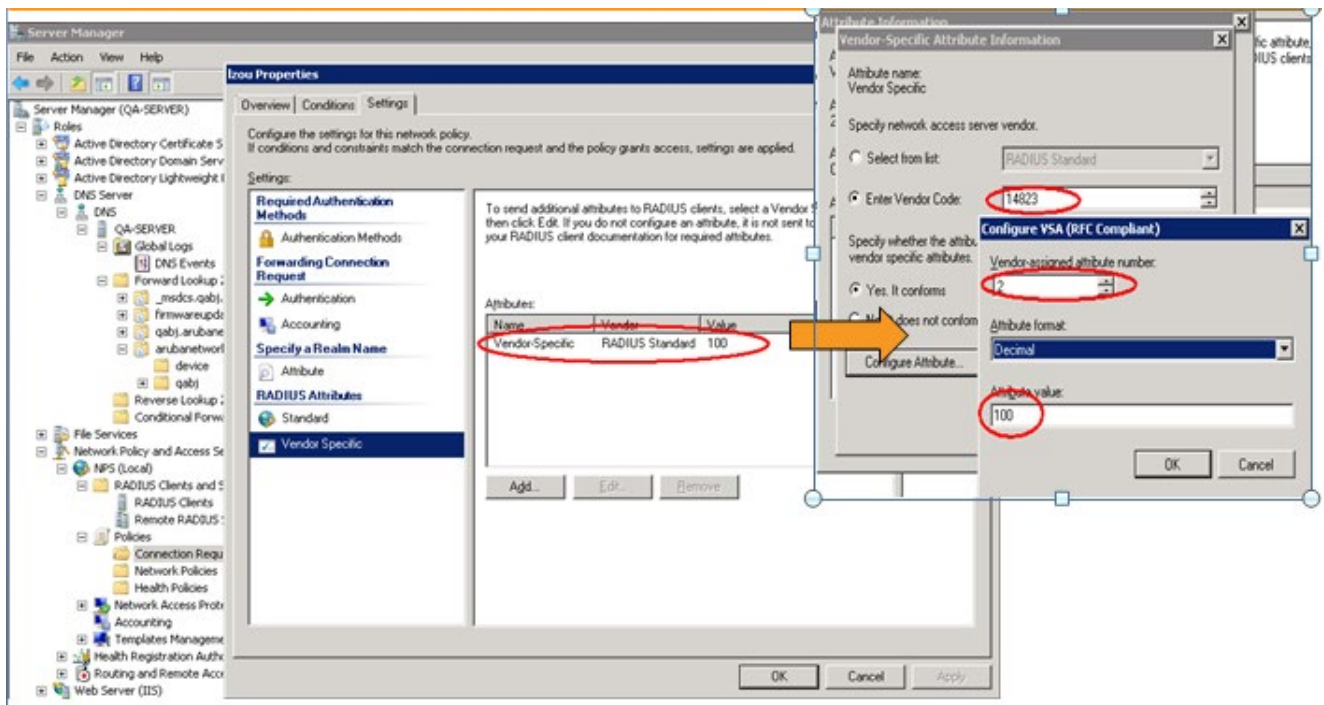 Server Manager
File Action View Help
Server Manager (QA-SERVER)
Roles
Active Directory Certificate S
Active Directory Domain Serv
Active Directory Lightweight
DNS Server
DNS
QA-SERVER
Global Logs
DNS Events
Forward Lookup
_msdcs.qabj.
firmwareupda
qabj.arubane
arubanetworl
device
qabj
Reverse Lookup
Conditional Forw
File Services
Network Policy and Access Se
NPS (Local)
RADIUS Clients and S
RADIUS Clients
Remote RADIUS
Policies
Connection Requ
Network Policies
Health Policies
Network Access Prot
Accounting
Templates Manageme
Health Registration Autho
Routing and Remote Acce
Web Server (IIS)
Izou Properties
Overview Conditions Settings
Configure the settings for this network policy.
If conditions and constraints match the connection request and the policy grants access, settings are applied.
Settings:
Required Authentication
Methods
Authentication Methods
Forwarding Connection
Request
Authentication
Accounting
Specify a Realm Name
Attribute
RADIUS Attributes
Standard
Vendor Specific
To send additional attributes to RADIUS clients, select a Vendor S
then click Edit. If you do not configure an attribute, it is not sent to
your RADIUS client documentation for required attributes.
Attributes:
Name Vendor Value
Vendor-Specific RADIUS Standard 100
Add... Edit... Remove
OK Cancel Apply
Attribute Information
Vendor-Specific Attribute Information
fic attribute,
DIUS clients
Attribute name:
Vendor Specific
Specify network access server vendor.
Select from list: RADIUS Standard
Enter Vendor Code: 14823
Specify whether the attribu
vendor specific attributes.
Yes. It conforms
does not conform
Configure Attribute...
Configure VSA (RFC Compliant)
Vendor-assigned attribute number:
2
Attribute format:
Decimal
Attribute value:
100
OK Cancel